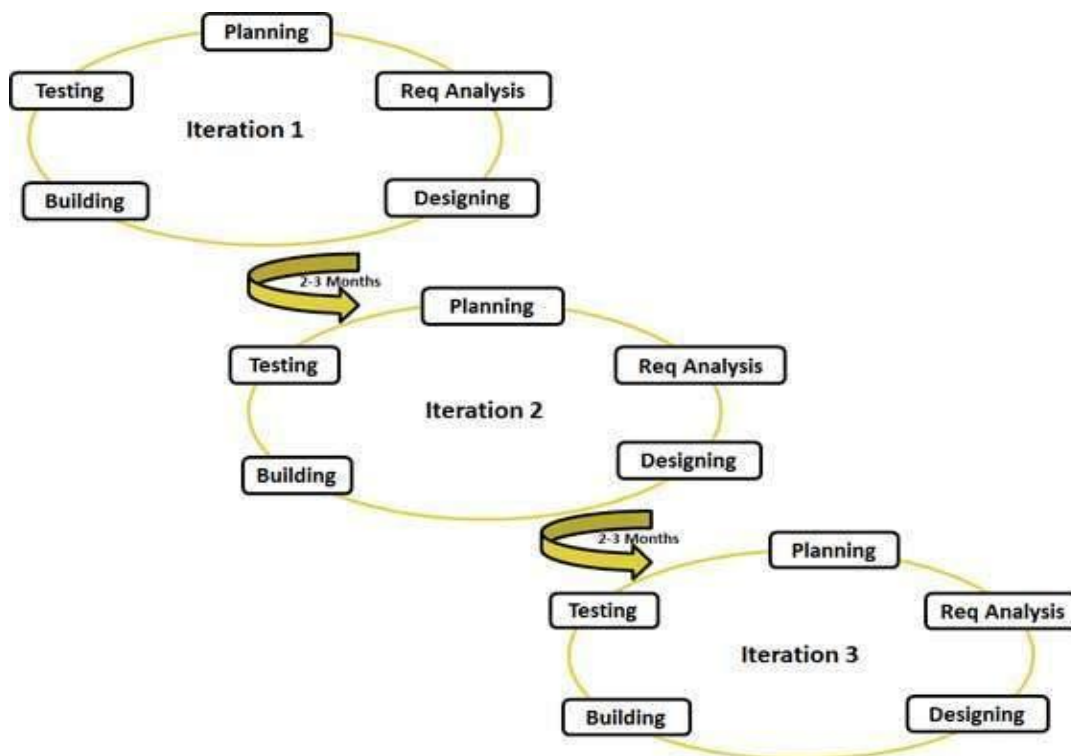 Planning
Testing
Req Analysis
Iteration 1
Building
Designing
2-3 Months
Planning
Testing
Req Analysis
Iteration 2
Building
Designing
2-3 Months
Planning
Testing
Req Analysis
Iteration 3
Building
Designing